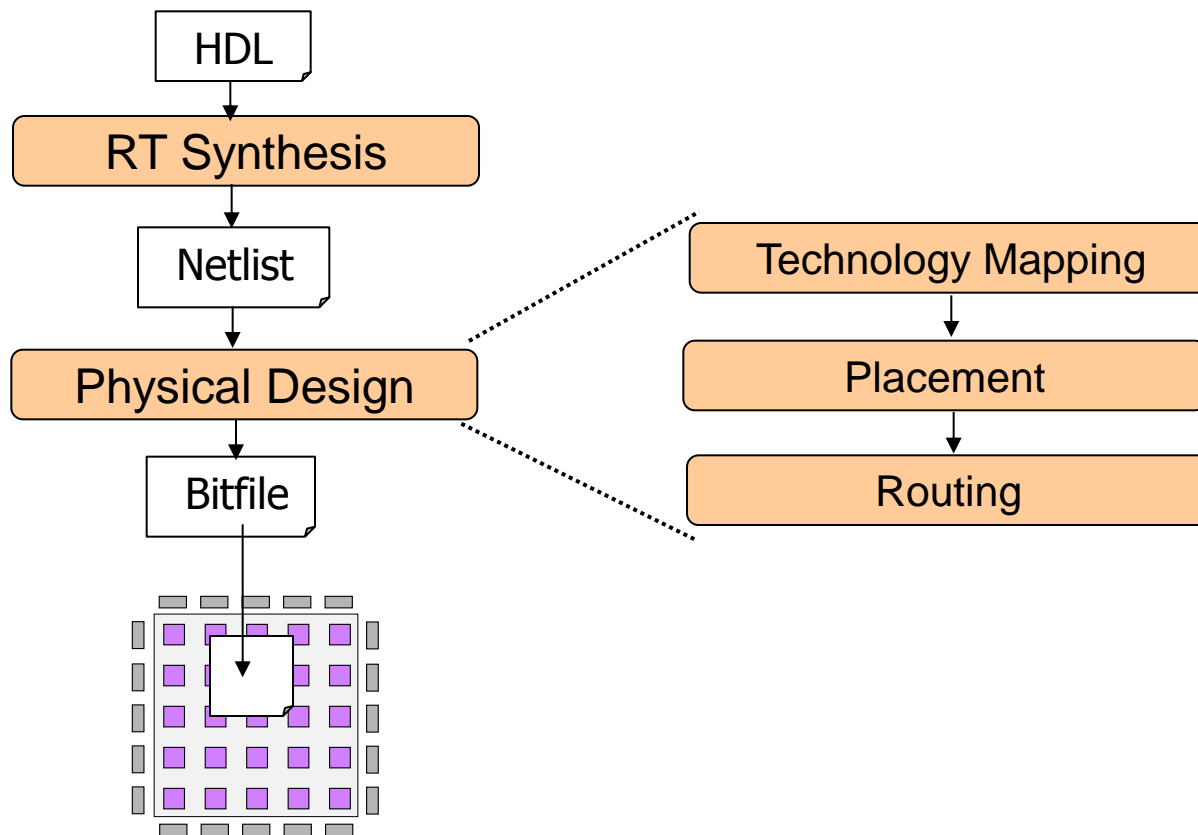 HDL
RT Synthesis
Netlist
Physical Design
Bitfile
Technology Mapping
Placement
Routing